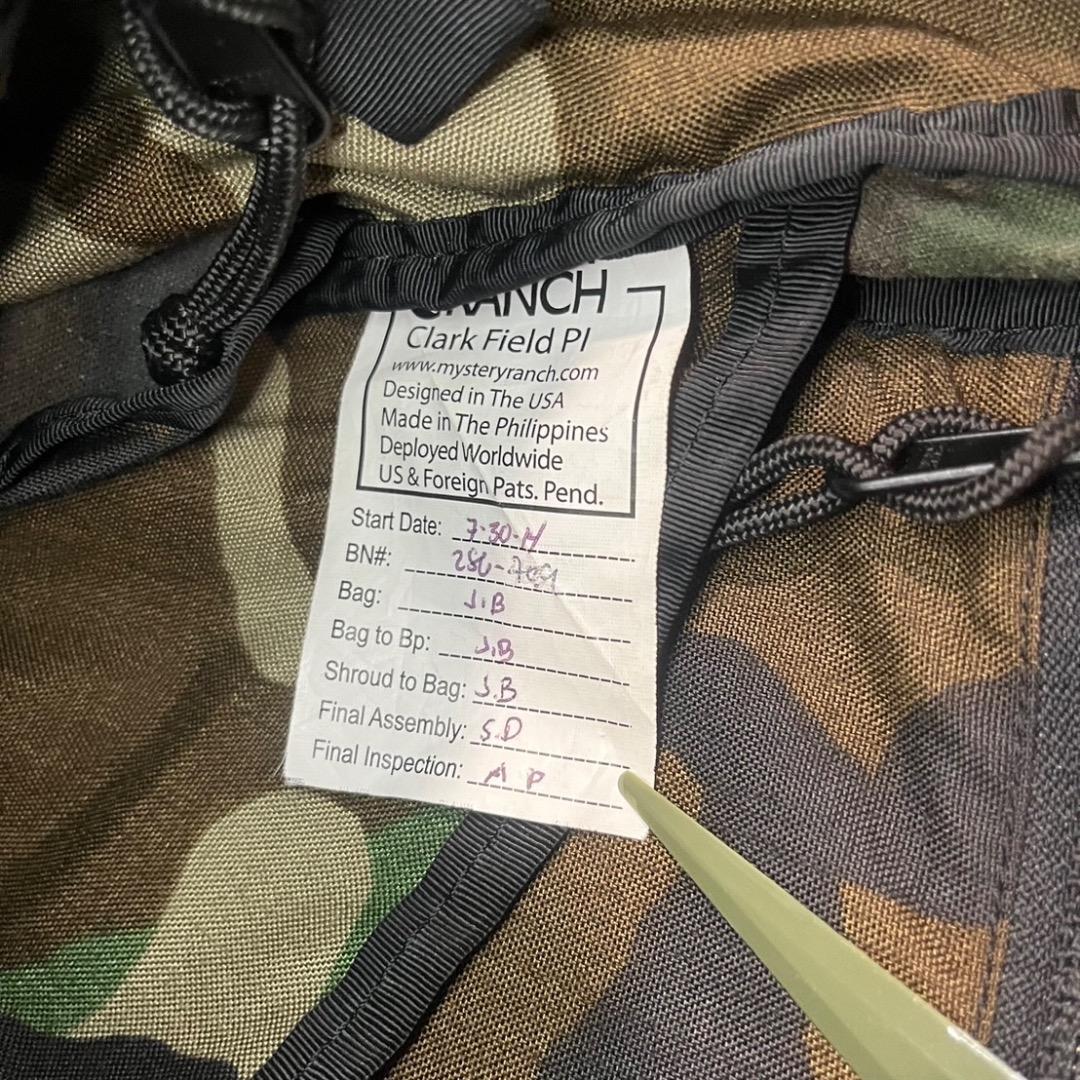 RANCH
Clark Field PI
www.mysteryranch.com
Designed in The USA
Made in The Philippines
Deployed Worldwide
US & Foreign Pats. Pend.
Start Date: 7-30-14
BN#:
Bag: J.B
Bag to Bp: J.B
Shroud to Bag: J.B
Final Assembly: S.D
Final Inspection: A P